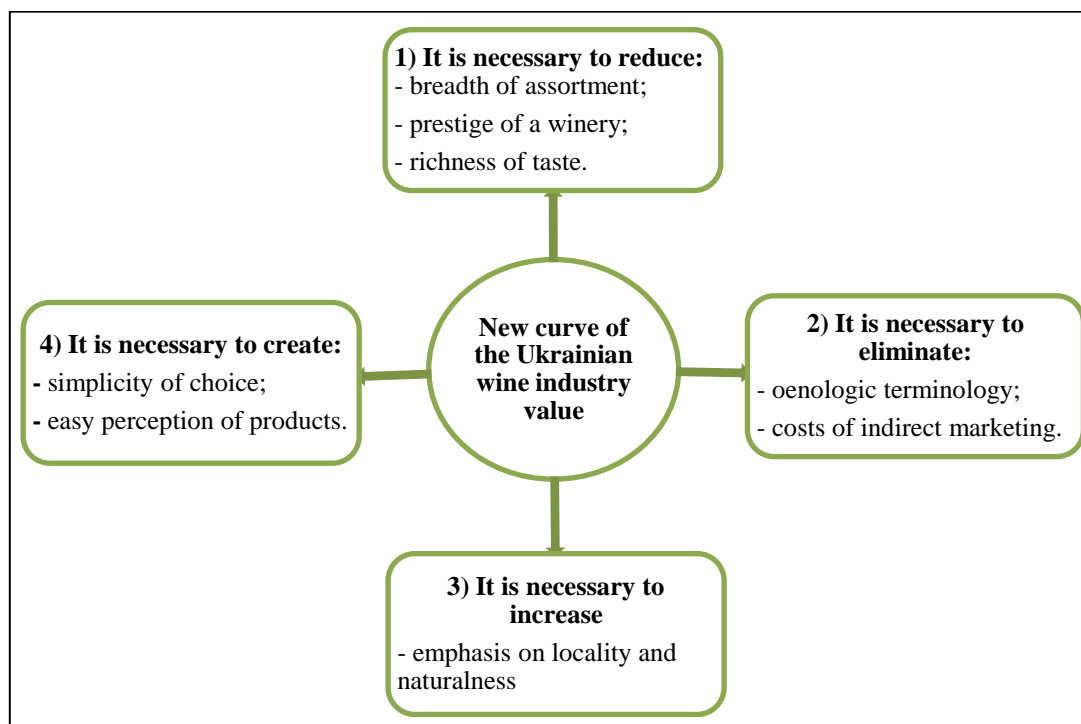 1) It is necessary to reduce:
- breadth of assortment;
- prestige of a winery;
- richness of taste.
New curve of
the Ukrainian
wine industry
value
2) It is necessary to
eliminate:
- oenologic terminology;
- costs of indirect marketing.
3) It is necessary to
increase
- emphasis on locality and
naturalness
4) It is necessary to create:
- simplicity of choice;
- easy perception of products.